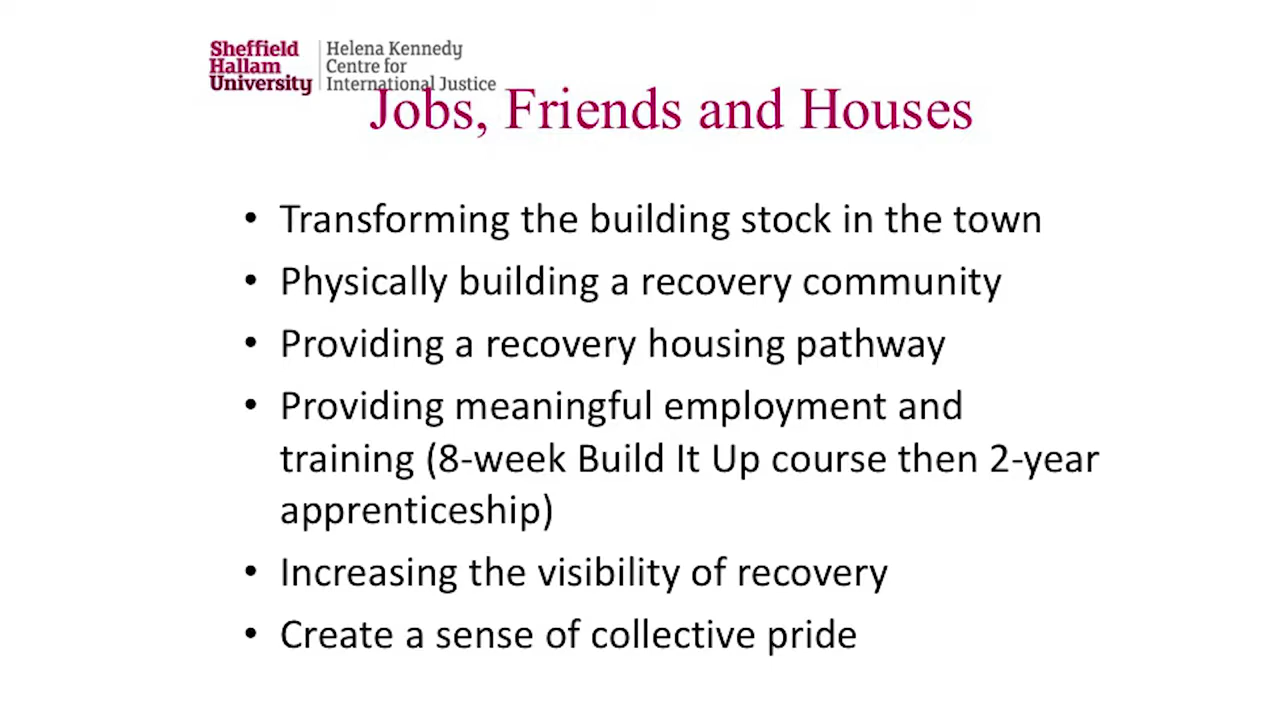 Sheffield
Hallam
University
Helena Kennedy
Centre for
International Justice
Jobs, Friends and Houses
• Transforming the building stock in the town
• Physically building a recovery community
• Providing a recovery housing pathway
• Providing meaningful employment and
training (8-week Build It Up course then 2-year
apprenticeship)
• Increasing the visibility of recovery
• Create a sense of collective pride